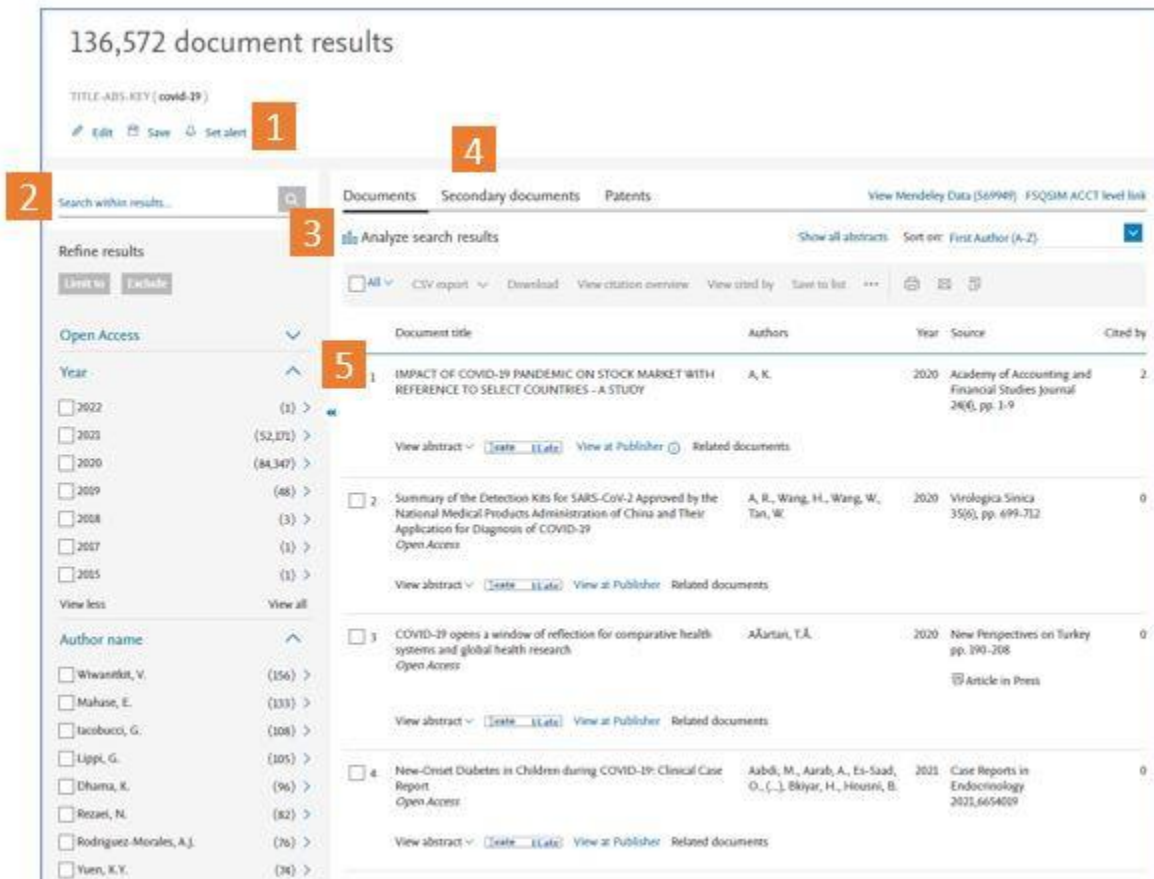 136,572 document results
TITLE-ABS-KEY ( covid-19 )
Edit Save Set alert 1
4
2 Search within results...
Documents Secondary documents Patents View Mendeley Data (569949) FSQSIM ACCT level link
3 Analyze search results Show all abstracts Sort on: First Author (A-Z)
Refine results
Limit to Exclude
All CSV export Download View citation overview View cited by Save to list ...
Document title Authors Year Source Cited by
Open Access
Year
2022 (1)
2021 (52,171)
2020 (84,347)
2019 (48)
2018 (3)
2017 (1)
2015 (1)
View less View all
Author name
Wiwanitkit, V. (156)
Mahase, E. (133)
Iacobucci, G. (108)
Lippi, G. (105)
Dhama, K. (96)
Rezaei, N. (82)
Rodriguez-Morales, A.J. (76)
Yuen, K.Y. (74)
5
1 IMPACT OF COVID-19 PANDEMIC ON STOCK MARKET WITH A, K. 2020 Academy of Accounting and 2
REFERENCE TO SELECT COUNTRIES - A STUDY Financial Studies Journal
24(6), pp. 1-9
View abstract View at Publisher Related documents
2 Summary of the Detection Kits for SARS-CoV-2 Approved by the A, R., Wang, H., Wang, W., 2020 Virologica Sinica 0
National Medical Products Administration of China and Their Tan, W. 35(6), pp. 699-712
Application for Diagnosis of COVID-19
Open Access
View abstract View at Publisher Related documents
3 COVID-19 opens a window of reflection for comparative health AÄartan, T.Ä. 2020 New Perspectives on Turkey 0
systems and global health research pp. 190-208
Open Access
Article in Press
View abstract View at Publisher Related documents
4 New-Onset Diabetes in Children during COVID-19: Clinical Case Aabdi, M., Aarab, A., Es-Saad, 2021 Case Reports in 0
Report O., (...), Bkiyar, H., Housni, B. Endocrinology
Open Access 2021,6654019
View abstract View at Publisher Related documents